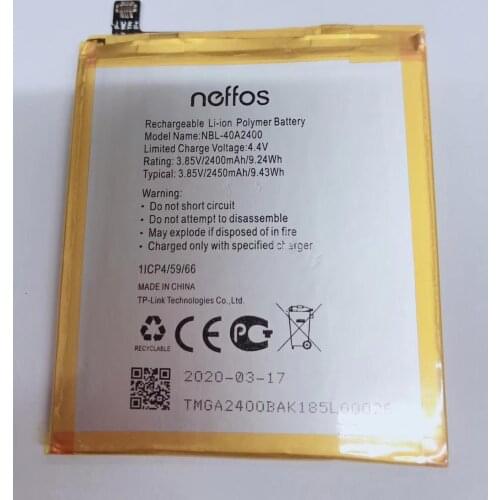 neffos
Rechargeable Li-ion Polymer Battery
Model Name:NBL-40A2400
Limited Charge Voltage:4.4V
Rating: 3.85V/2400mAh/9.24Wh
Typical: 3.85V/2450mAh/9.43Wh
Warning:
• Do not short circuit
• Do not attempt to disassemble
• May explode if disposed of in fire
• Charged only with specified charger
1ICP4/59/66
MADE IN CHINA
TP-Link Technologies Co.,Ltd.
RECYCLABLE
2020-03-17